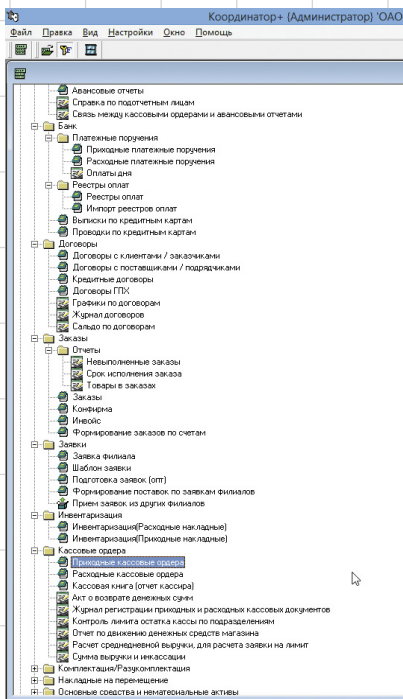 Координатор+ {Администратор} 'ОАО
Файл Правка Вид Настройки Окно Помощь
Авансовые отчеты
Справка по подотчетным лицам
Связь между кассовыми ордерами и авансовыми отчетами
Банк
Платежные поручения
Приходные платежные поручения
Расходные платежные поручения
Оплаты дня
Реестры оплат
Реестры оплат
Импорт реестров оплат
Выписки по кредитным картам
Проводки по кредитным картам
Договоры
Договоры с клиентами / заказчиками
Договоры с поставщиками / подрядчиками
Кредитные договоры
Договоры ГПХ
Графики по договорам
Журнал договоров
Сальдо по договорам
Заказы
Отчеты
Невыполненные заказы
Срок исполнения заказа
Товары в заказах
Заказы
Конфирма
Инвойс
Формирование заказов по счетам
Заявки
Заявка филиала
Шаблон заявки
Подготовка заявок (опт)
Формирование поставок по заявкам филиалов
Прием заявок из других филиалов
Инвентаризация
Инвентаризация(Расходные накладные)
Инвентаризация(Приходные накладные)
Кассовые ордера
Приходные кассовые ордера
Расходные кассовые ордера
Кассовая книга (отчет кассира)
Акт о возврате денежных сумм
Журнал регистрации приходных и расходных кассовых документов
Контроль лимита остатка кассы по подразделениям
Отчет по движению денежных средств магазина
Расчет среднедневной выручки, для расчета заявки на лимит
Сумма выручки и инкассации
Комплектация/Разукомплектация
Накладные на перемещение
Основные средства и нематериальные активы